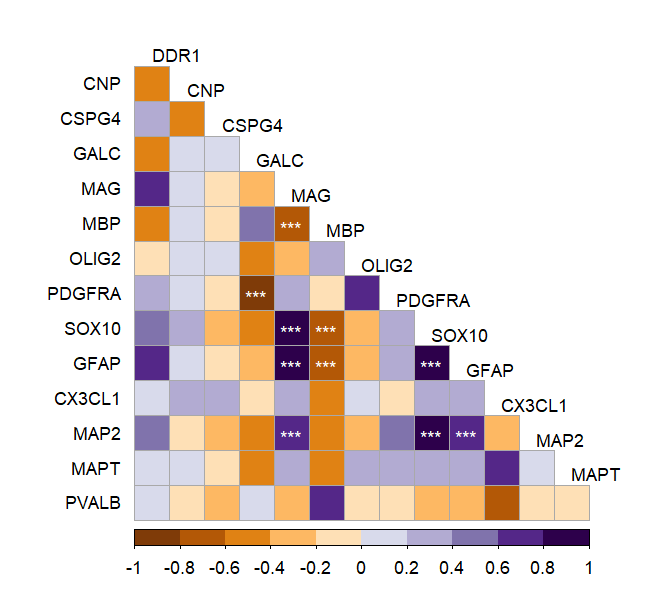 DDR1
CNP
CNP
CSPG4
CSPG4
GALC
GALC
MAG
MAG
MBP ***
MBP
OLIG2
OLIG2
PDGFRA ***
PDGFRA
SOX10 *** ***
SOX10
GFAP *** *** ***
GFAP
CX3CL1
CX3CL1
MAP2 *** *** ***
MAP2
MAPT
MAPT
PVALB
-1 -0.8 -0.6 -0.4 -0.2 0 0.2 0.4 0.6 0.8 1